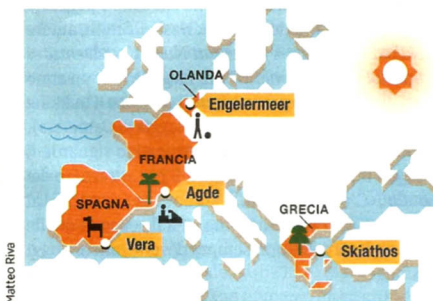 OLANDA
Engelermeer
FRANCIA
Agde
SPAGNA
Vera
GRECIA
Skiathos
Matteo Riva